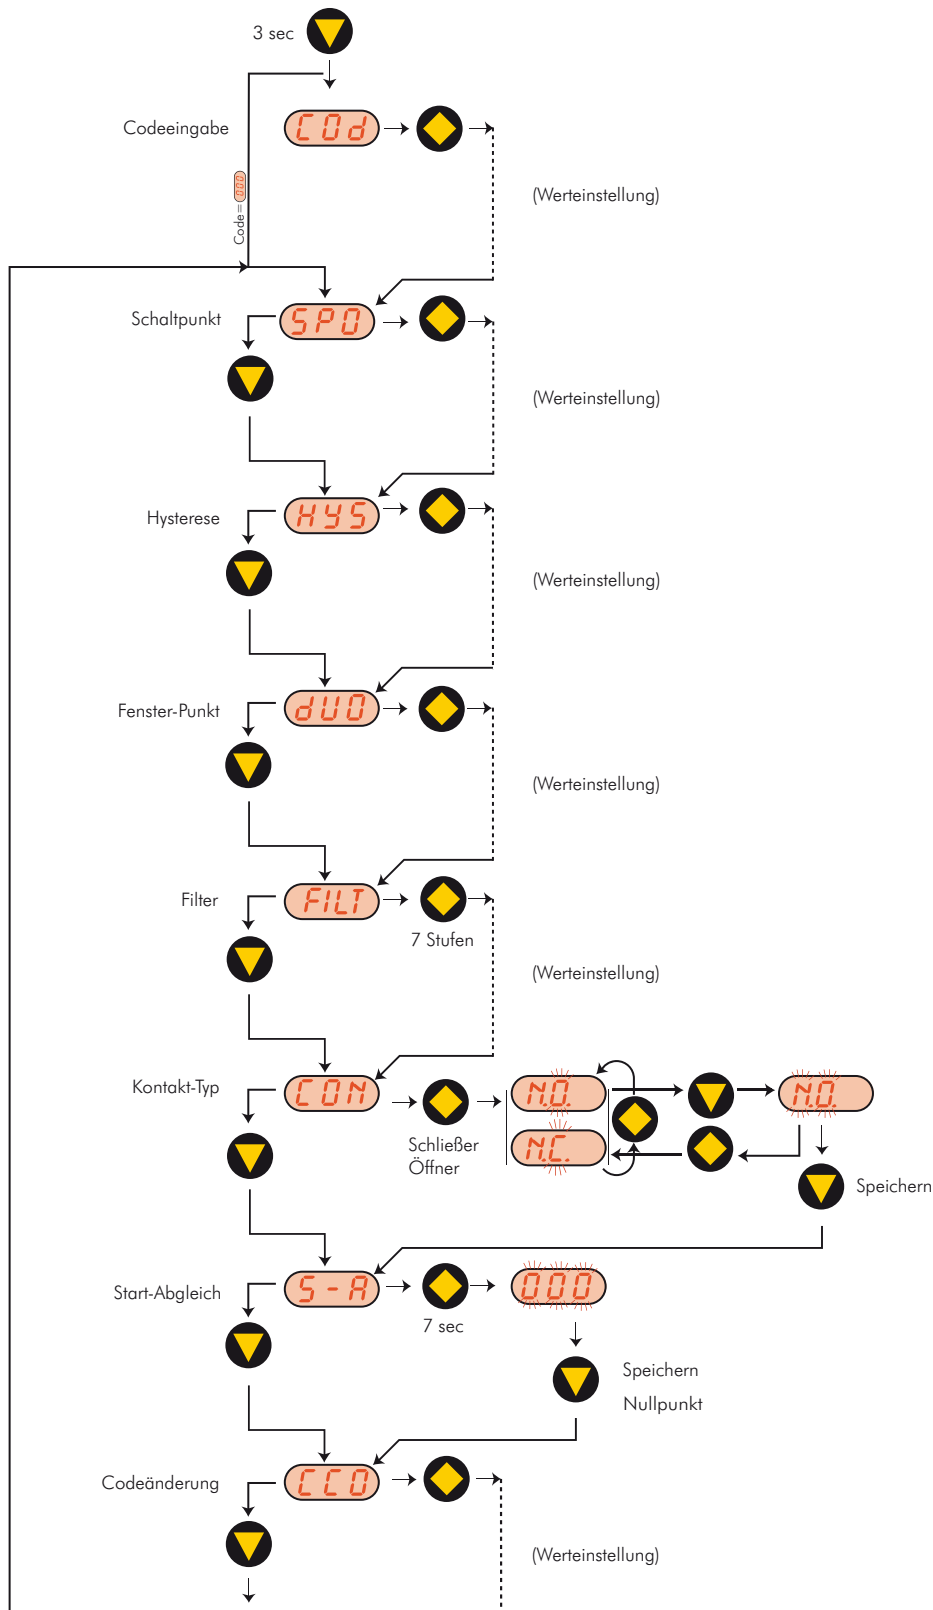 3 sec
Codeeingabe
COd
(Werteinstellung)
Code=000
Schaltpunkt
SPO
(Werteinstellung)
Hysterese
HYS
(Werteinstellung)
Fenster-Punkt
dUO
(Werteinstellung)
Filter
FILT
7 Stufen
(Werteinstellung)
Kontakt-Typ
CON
Schließer
Öffner
N.O.
N.C.
N.O.
Speichern
Start-Abgleich
S-A
7 sec
000
Speichern
Nullpunkt
Codeänderung
CCO
(Werteinstellung)